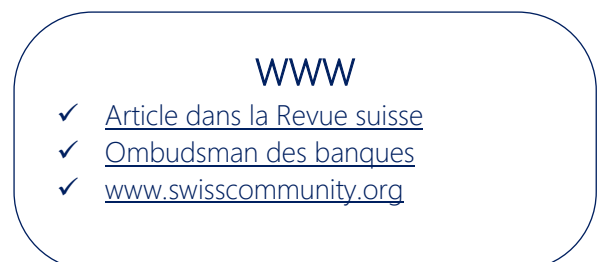 WWW
✓ Article dans la Revue suisse
✓ Ombudsman des banques
✓ www.swisscommunity.org